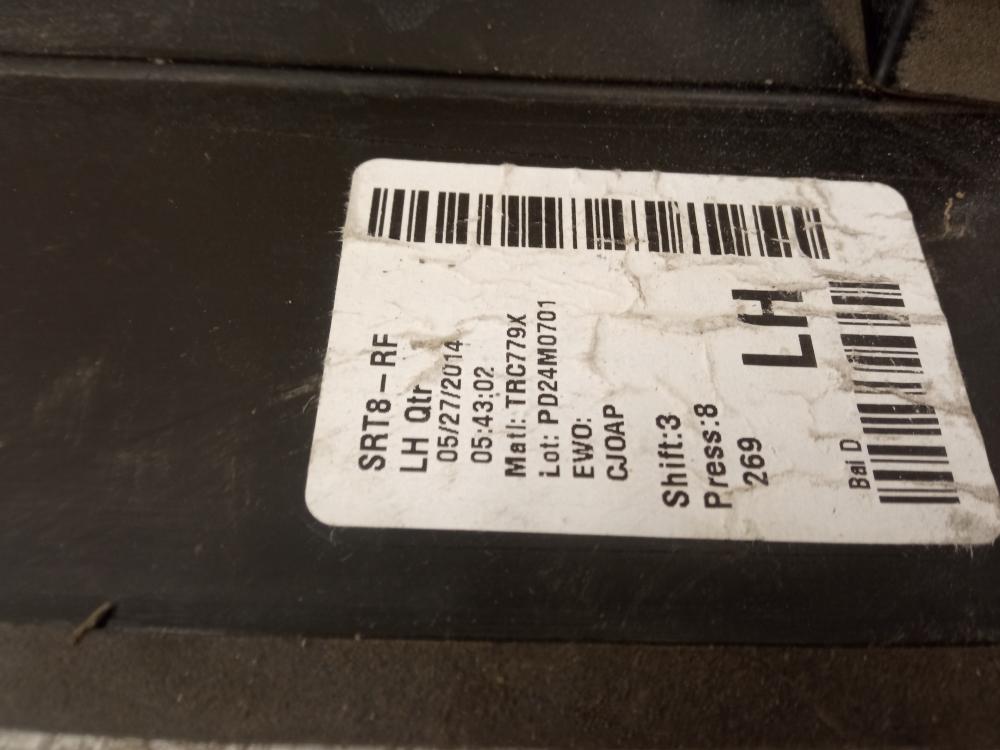 SRT8-RF
LH Qtr
05/27/2014
05:43:02
Matl: TRC779X
Lot: PD24M0701
EWO:
CJOAP
Shift:3
Press:8
269
LH
Bai D